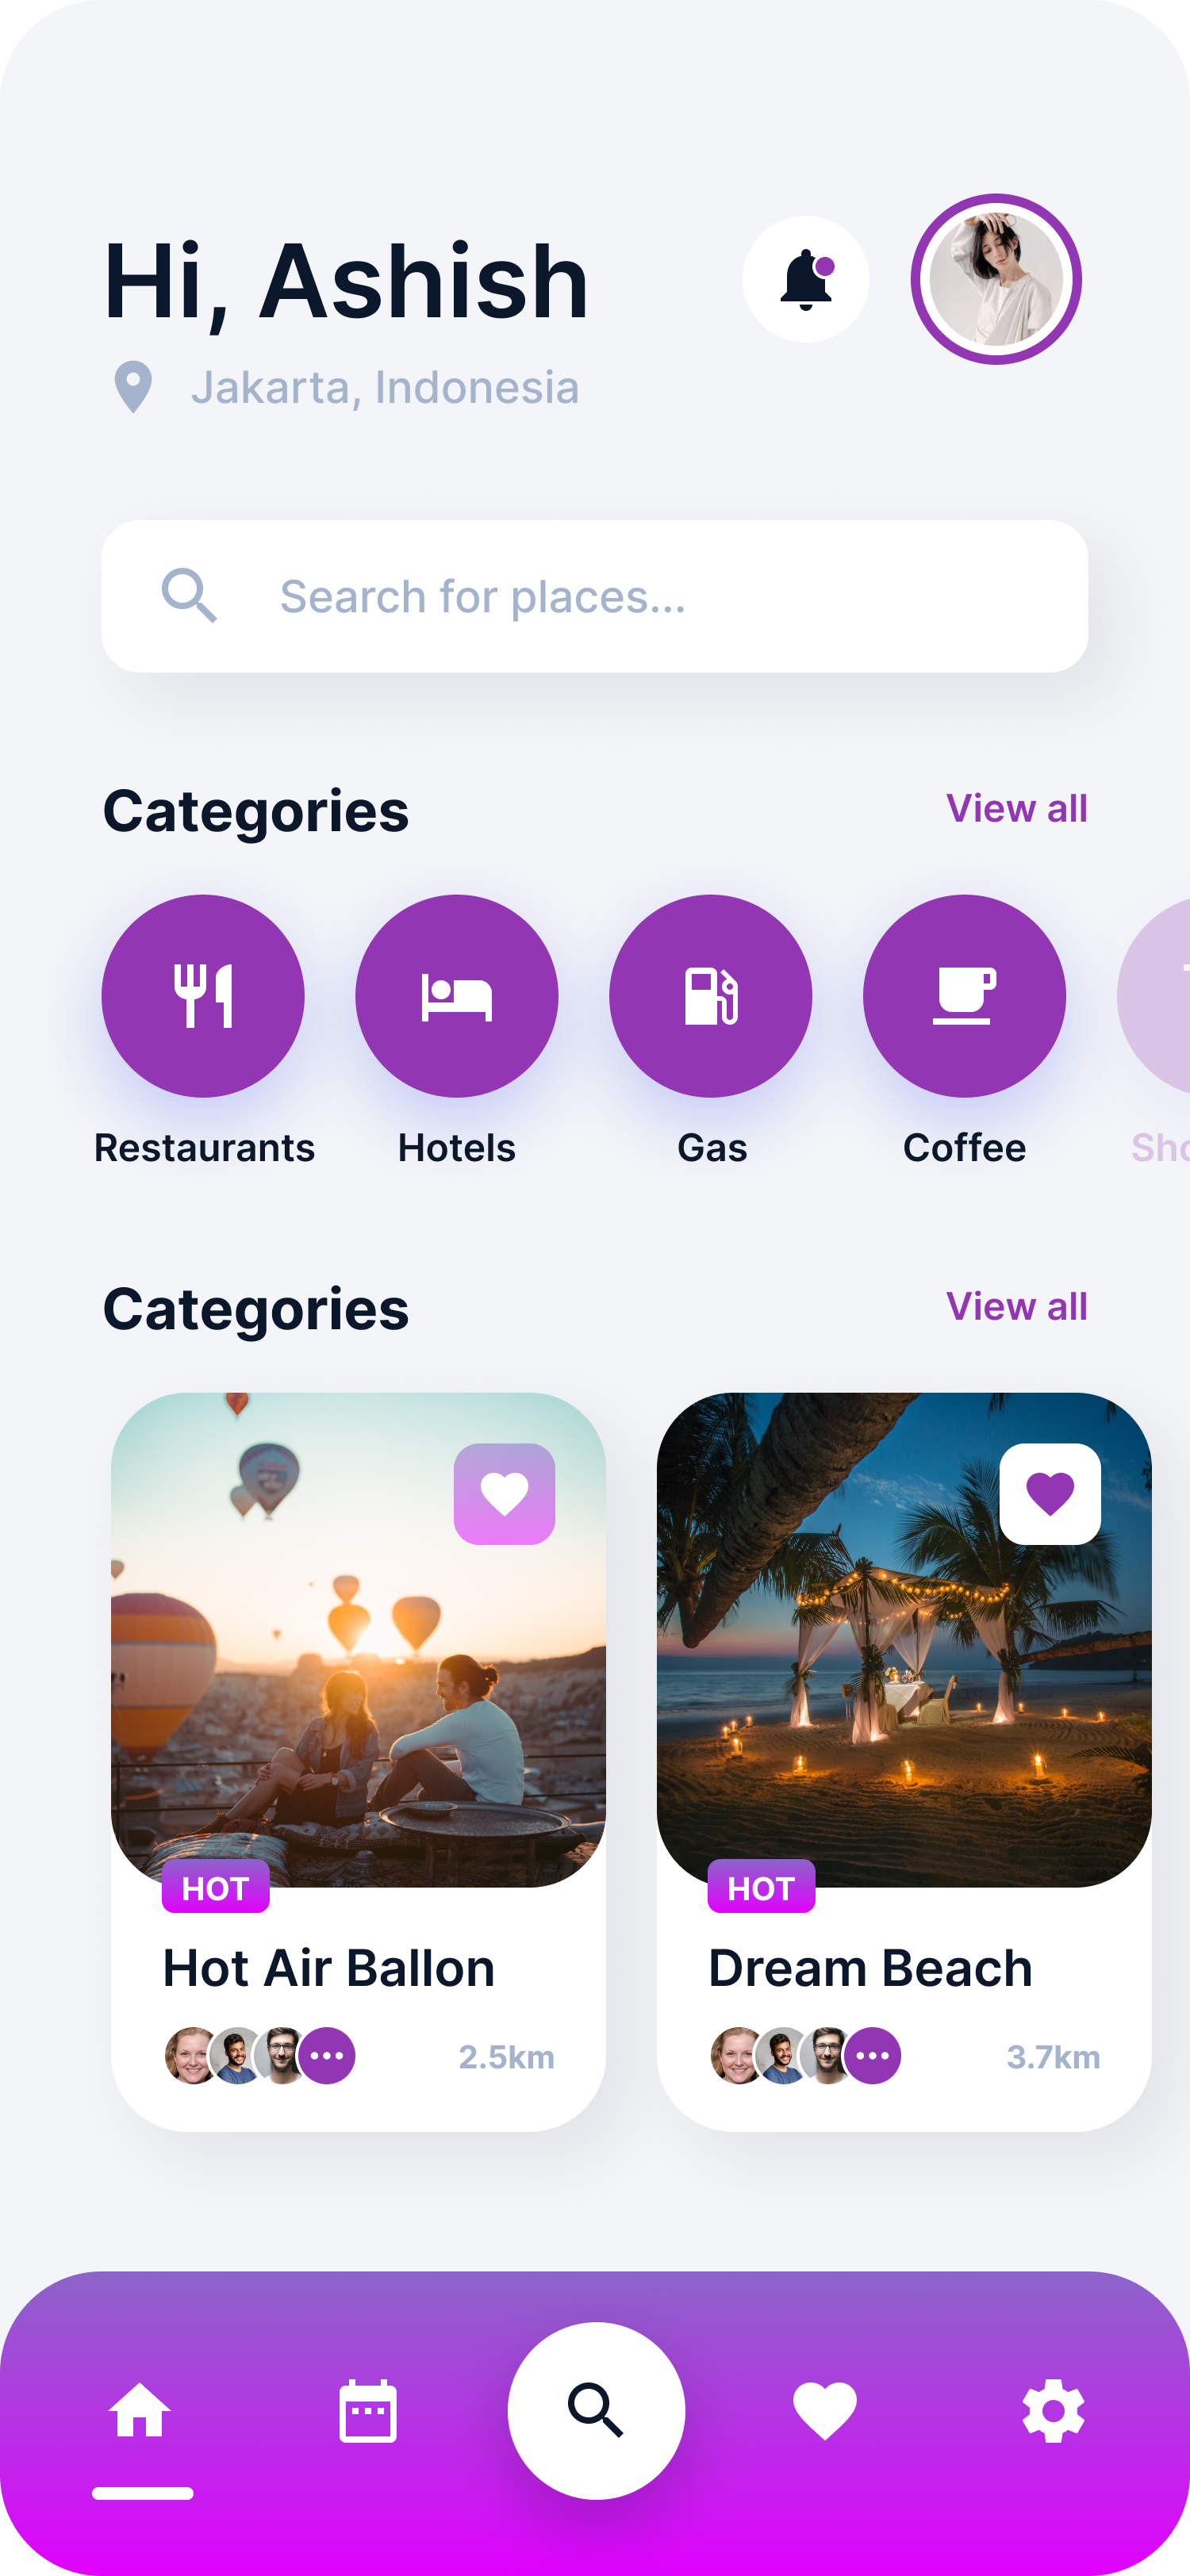 Hi, Ashish
Jakarta, Indonesia
Search for places...
Categories
View all
Restaurants
Hotels
Gas
Coffee
Categories
View all
HOT
Hot Air Ballon
2.5km
HOT
Dream Beach
3.7km